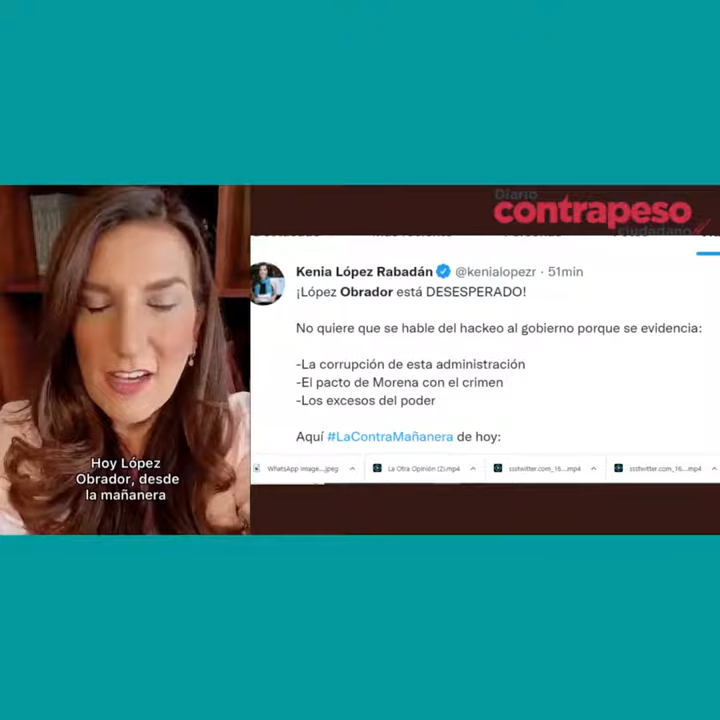 Diario
contrapeso
ciudadano
Kenia López Rabadán @kenialopezr · 51min
¡López Obrador está DESESPERADO!
No quiere que se hable del hackeo al gobierno porque se evidencia:
-La corrupción de esta administración
-El pacto de Morena con el crimen
-Los excesos del poder
Aquí #LaContraMañanera de hoy:
WhatsApp Image...jpeg
La Otra Opinión (2).mp4
ssstwitter.com_16...mp4
ssstwitter.com_16...mp4
Hoy López
Obrador, desde
la mañanera